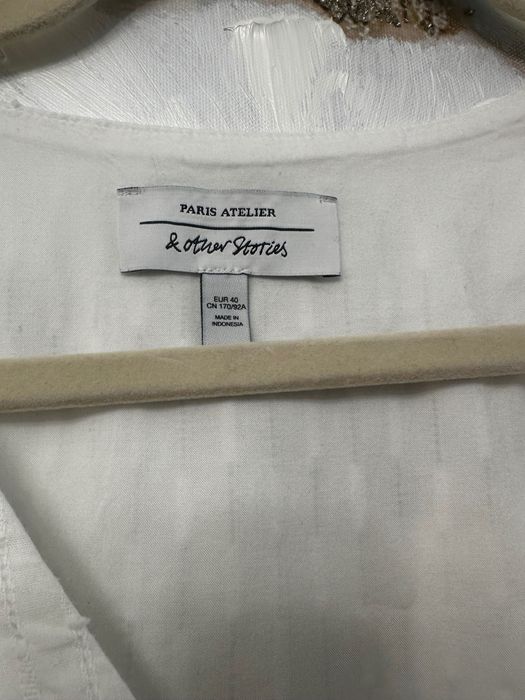 PARIS ATELIER
& other Stories
EUR 40
CN 170/92A
MADE IN
INDONESIA